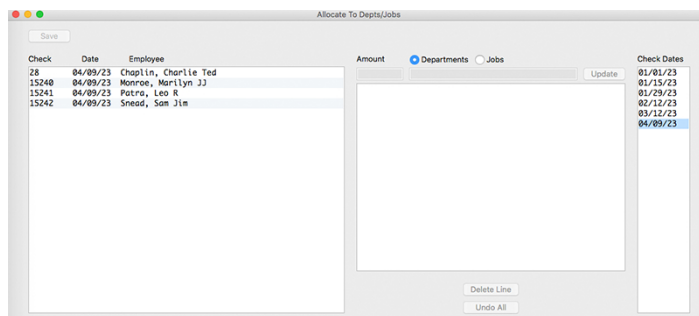 Allocate To Depts/Jobs
Save
Check Date Employee
28 04/09/23 Chaplin, Charlie Ted
15240 04/09/23 Monroe, Marilyn JJ
15241 04/09/23 Patra, Leo R
15242 04/09/23 Snead, Sam Jim
Amount Departments Jobs
Update
Delete Line
Undo All
Check Dates
01/01/23
01/15/23
01/29/23
02/12/23
03/12/23
04/09/23